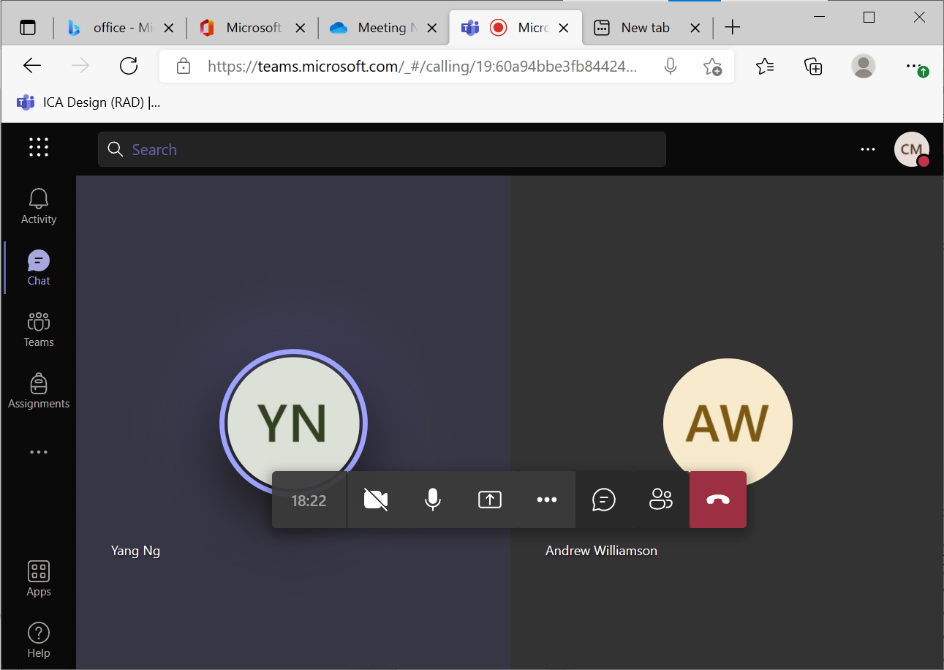 office - Mi
Microsoft
Meeting N
Micro
New tab
https://teams.microsoft.com/_#/calling/19:60a94bbe3fb84424...
ICA Design (RAD) |...
Search
CM
Activity
Chat
Teams
Assignments
YN
AW
18:22
Yang Ng
Andrew Williamson
Apps
Help